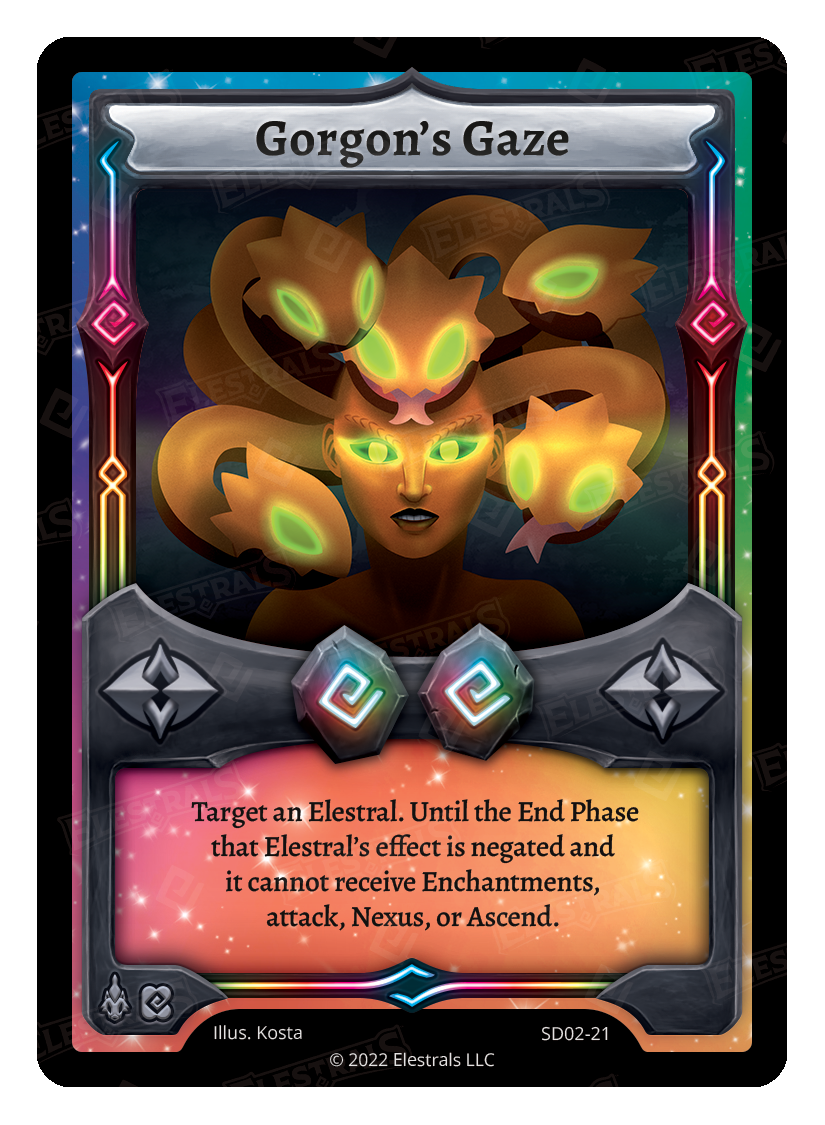 Gorgon’s Gaze
Target an Elestral. Until the End Phase
that Elestral’s effect is negated and
it cannot receive Enchantments,
attack, Nexus, or Ascend.
Illus. Kosta
SD02-21
© 2022 Elestrals LLC
ELESTRALS